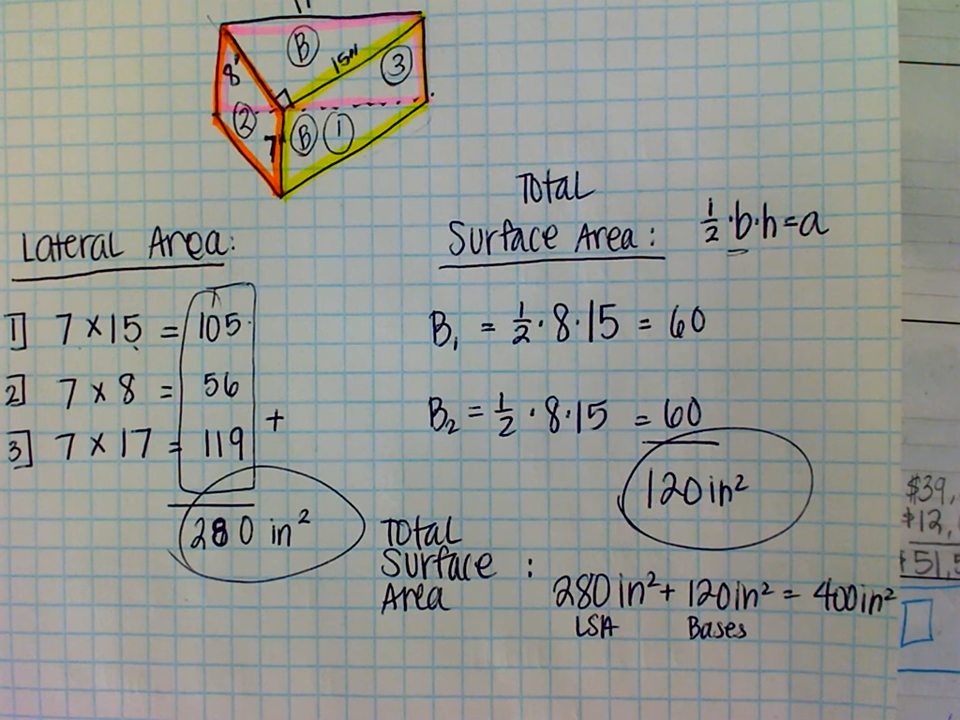 B
15"
3
8"
2
7
B 1
Total
Surface Area: 1/2·b·h=a
Lateral Area:
1] 7 × 15 = 105
B₁ = 1/2·8·15 = 60
2] 7 × 8 = 56
B₂ = 1/2·8·15 = 60
+
3] 7 × 17 = 119
120 in²
280 in²
Total
Surface :
Area
280 in² + 120 in² = 400 in²
LSA Bases
$39,
12,
51,5